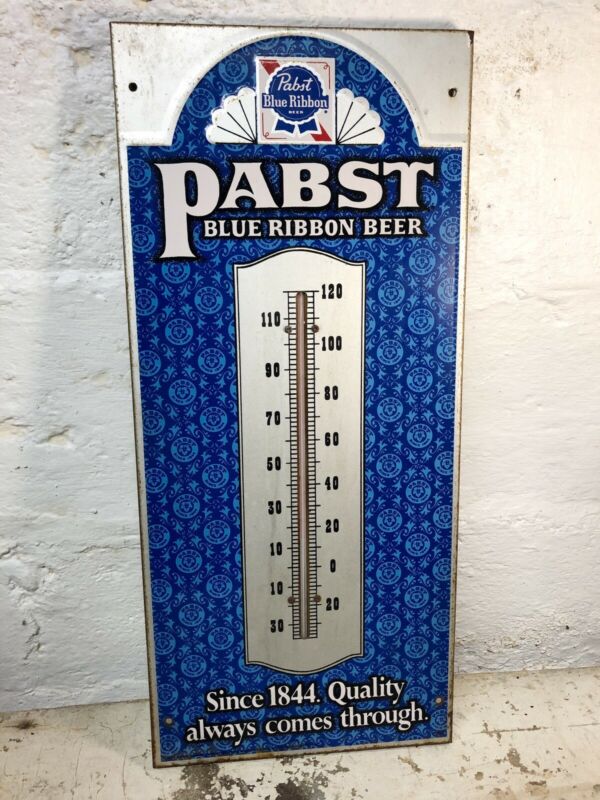 Pabst
Blue Ribbon
BEER
PABST
BLUE RIBBON BEER
120
110
100
90
80
70
60
50
40
30
20
10
0
10
20
30
Since 1844. Quality
always comes through.